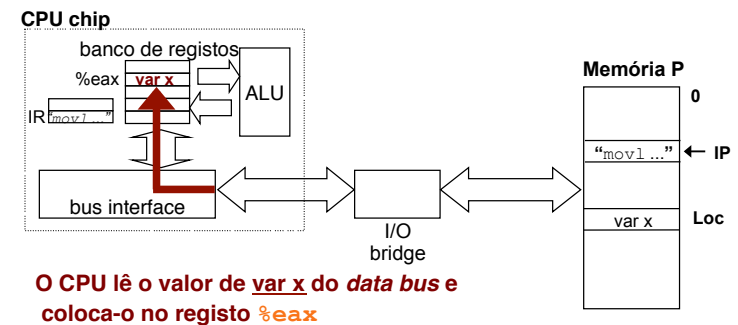 CPU chip
banco de registos
%eax
var x
ALU
IR
"movl ..."
bus interface
I/O
bridge
Memória P
0
"movl ..."
IP
var x
Loc
O CPU lê o valor de var x do data bus e
coloca-o no registo %eax